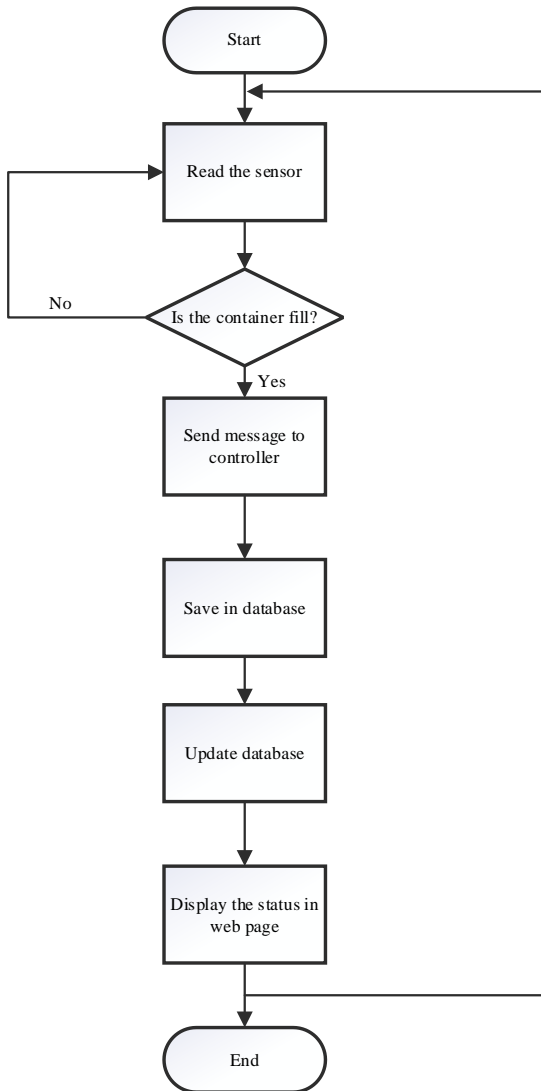 Start
Read the sensor
Is the container fill?
No
Yes
Send message to
controller
Save in database
Update database
Display the status in
web page
End